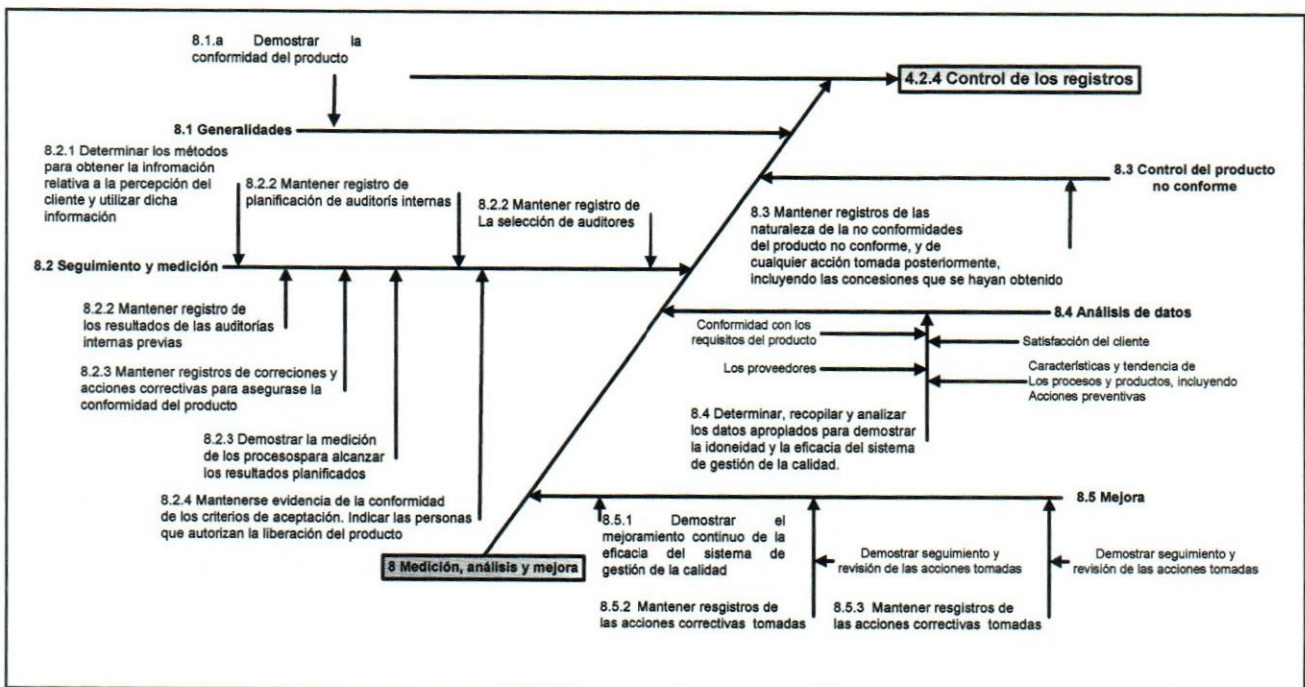 8.1.a Demostrar la
conformidad del producto
4.2.4 Control de los registros
8.1 Generalidades
8.2.1 Determinar los métodos
para obtener la infromación
relativa a la percepción del
cliente y utilizar dicha
información
8.2.2 Mantener registro de
planificación de auditorís internas
8.2.2 Mantener registro de
La selección de auditores
8.3 Control del producto
no conforme
8.3 Mantener registros de las
naturaleza de la no conformidades
del producto no conforme, y de
cualquier acción tomada posteriormente,
incluyendo las concesiones que se hayan obtenido
8.2 Seguimiento y medición
8.2.2 Mantener registro de
los resultados de las auditorías
internas previas
8.2.3 Mantener registros de correciones y
acciones correctivas para asegurase la
conformidad del producto
8.2.3 Demostrar la medición
de los procesospara alcanzar
los resultados planificados
8.2.4 Mantenerse evidencia de la conformidad
de los criterios de aceptación. Indicar las personas
que autorizan la liberación del producto
8.4 Análisis de datos
Conformidad con los
requisitos del producto
Satisfacción del cliente
Los proveedores
Características y tendencia de
Los procesos y productos, incluyendo
Acciones preventivas
8.4 Determinar, recopilar y analizar
los datos apropiados para demostrar
la idoneidad y la eficacia del sistema
de gestión de la calidad.
8.5 Mejora
8.5.1 Demostrar el
mejoramiento continuo de la
eficacia del sistema de
gestión de la calidad
Demostrar seguimiento y
revisión de las acciones tomadas
Demostrar seguimiento y
revisión de las acciones tomadas
8.5.2 Mantener resgistros de
las acciones correctivas tomadas
8.5.3 Mantener resgistros de
las acciones correctivas tomadas
8 Medición, análisis y mejora